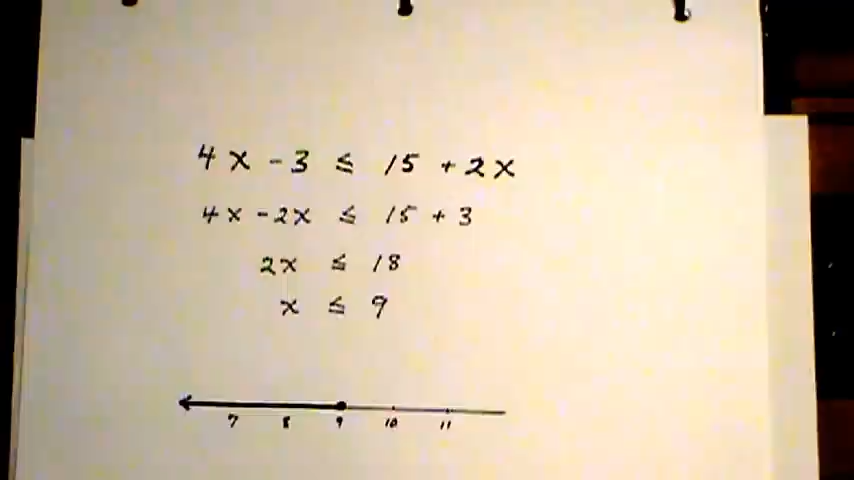 4x - 3 ≤ 15 + 2x
4x - 2x ≤ 15 + 3
2x ≤ 18
x ≤ 9
7 8 9 10 11